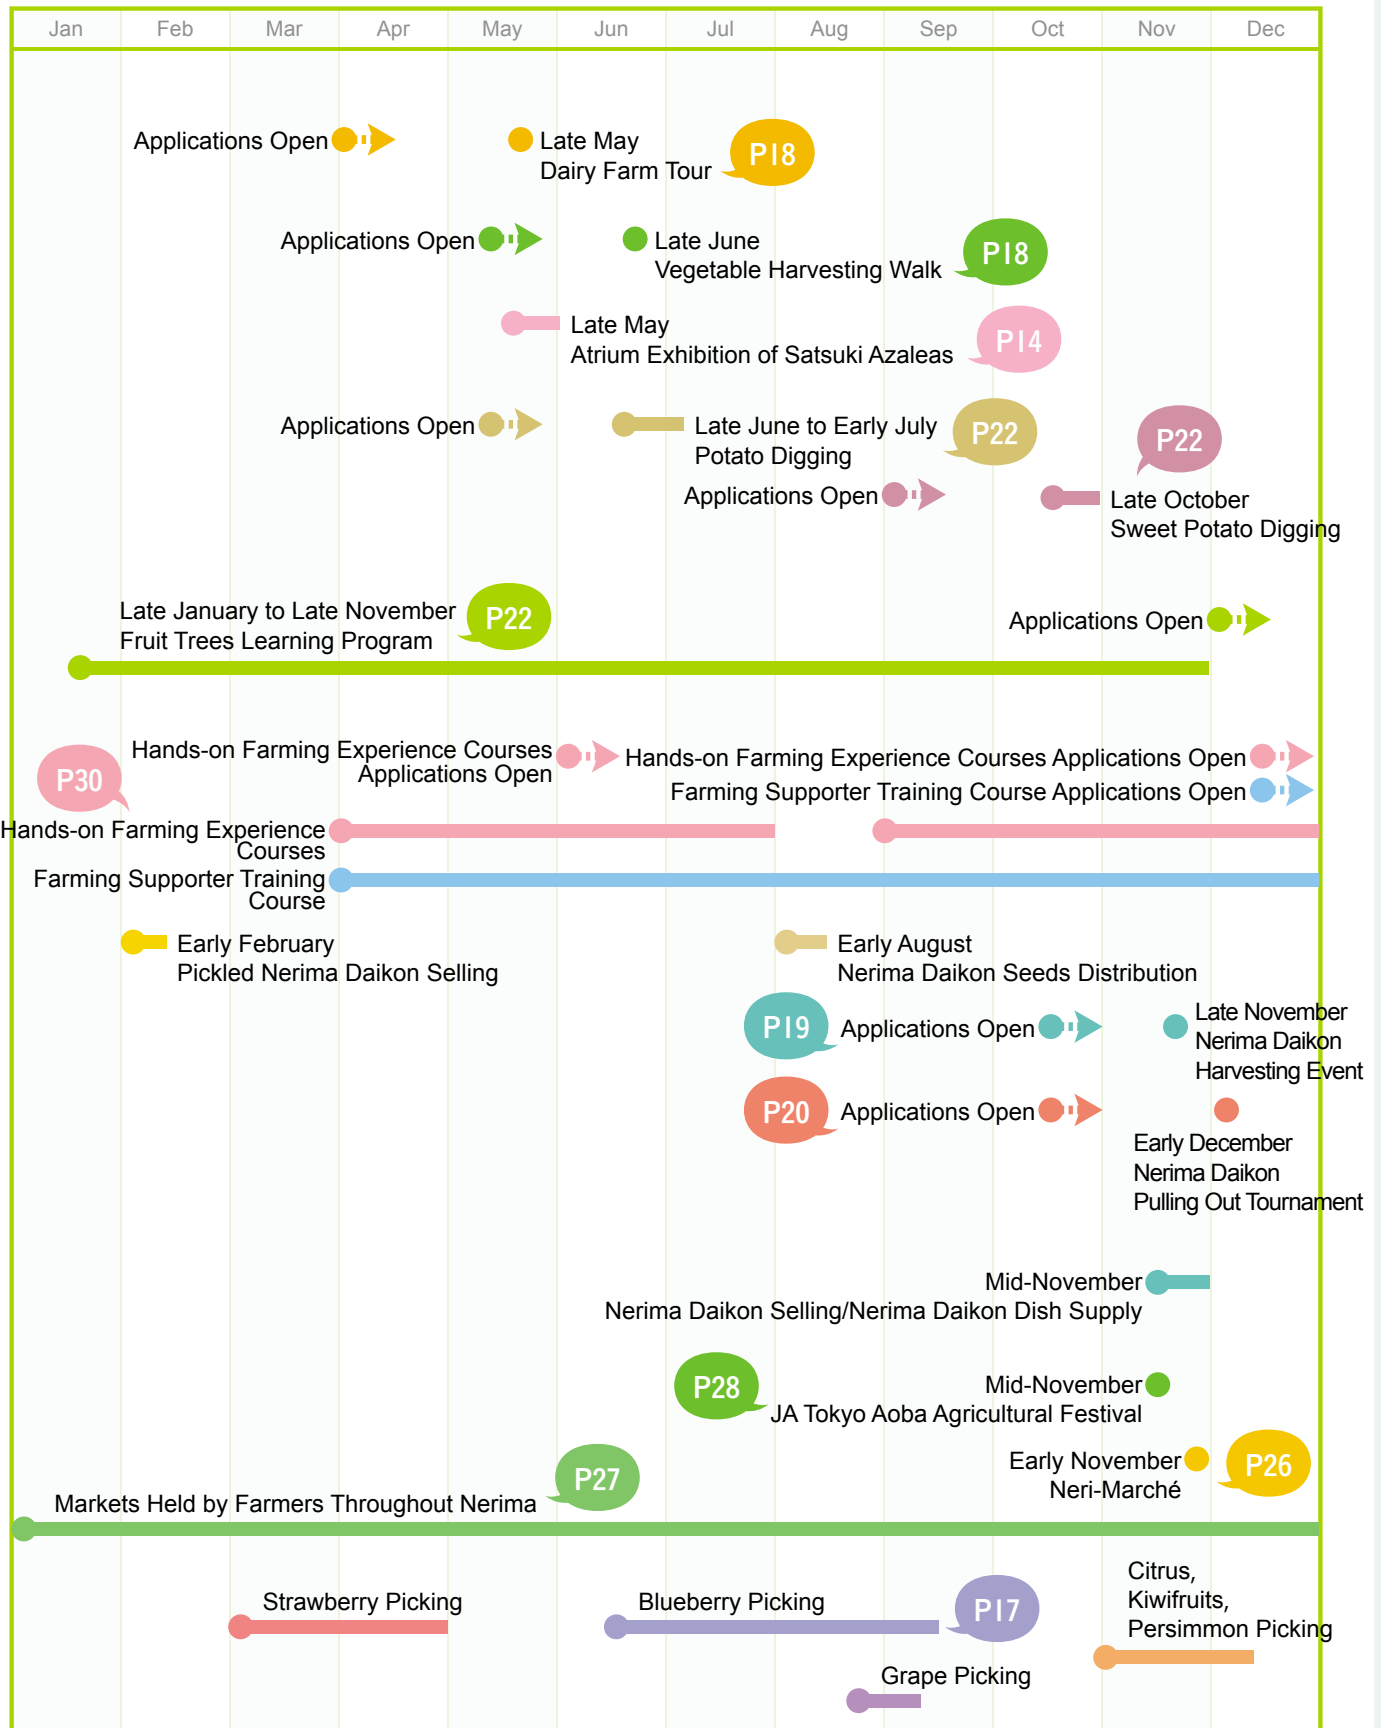 Jan Feb Mar Apr May Jun Jul Aug Sep Oct Nov Dec
Applications Open
Late May
Dairy Farm Tour
P18
Applications Open
Late June
Vegetable Harvesting Walk
P18
Late May
Atrium Exhibition of Satsuki Azaleas
P14
Applications Open
Late June to Early July
Potato Digging
P22
P22
Applications Open
Late October
Sweet Potato Digging
Late January to Late November
Fruit Trees Learning Program
P22
Applications Open
P30
Hands-on Farming Experience Courses
Applications Open
Hands-on Farming Experience Courses Applications Open
Farming Supporter Training Course Applications Open
Hands-on Farming Experience
Courses
Farming Supporter Training
Course
Early February
Pickled Nerima Daikon Selling
Early August
Nerima Daikon Seeds Distribution
P19
Applications Open
Late November
Nerima Daikon
Harvesting Event
P20
Applications Open
Early December
Nerima Daikon
Pulling Out Tournament
Mid-November
Nerima Daikon Selling/Nerima Daikon Dish Supply
P28
Mid-November
JA Tokyo Aoba Agricultural Festival
Early November
Neri-Marché
P26
P27
Markets Held by Farmers Throughout Nerima
Strawberry Picking
Blueberry Picking
P17
Citrus,
Kiwifruits,
Persimmon Picking
Grape Picking